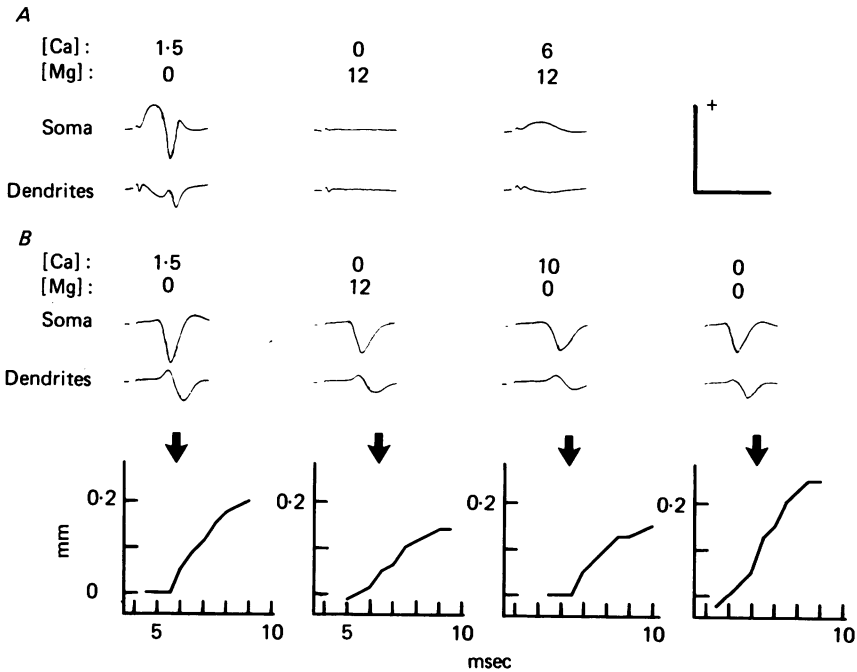 A
[Ca]: 1·5 0 6
[Mg]: 0 12 12
Soma +
Dendrites
B
[Ca]: 1·5 0 10 0
[Mg]: 0 12 0 0
Soma
Dendrites
0·2 0·2 0·2 0·2
mm
0
5 10 5 10 10 10
msec